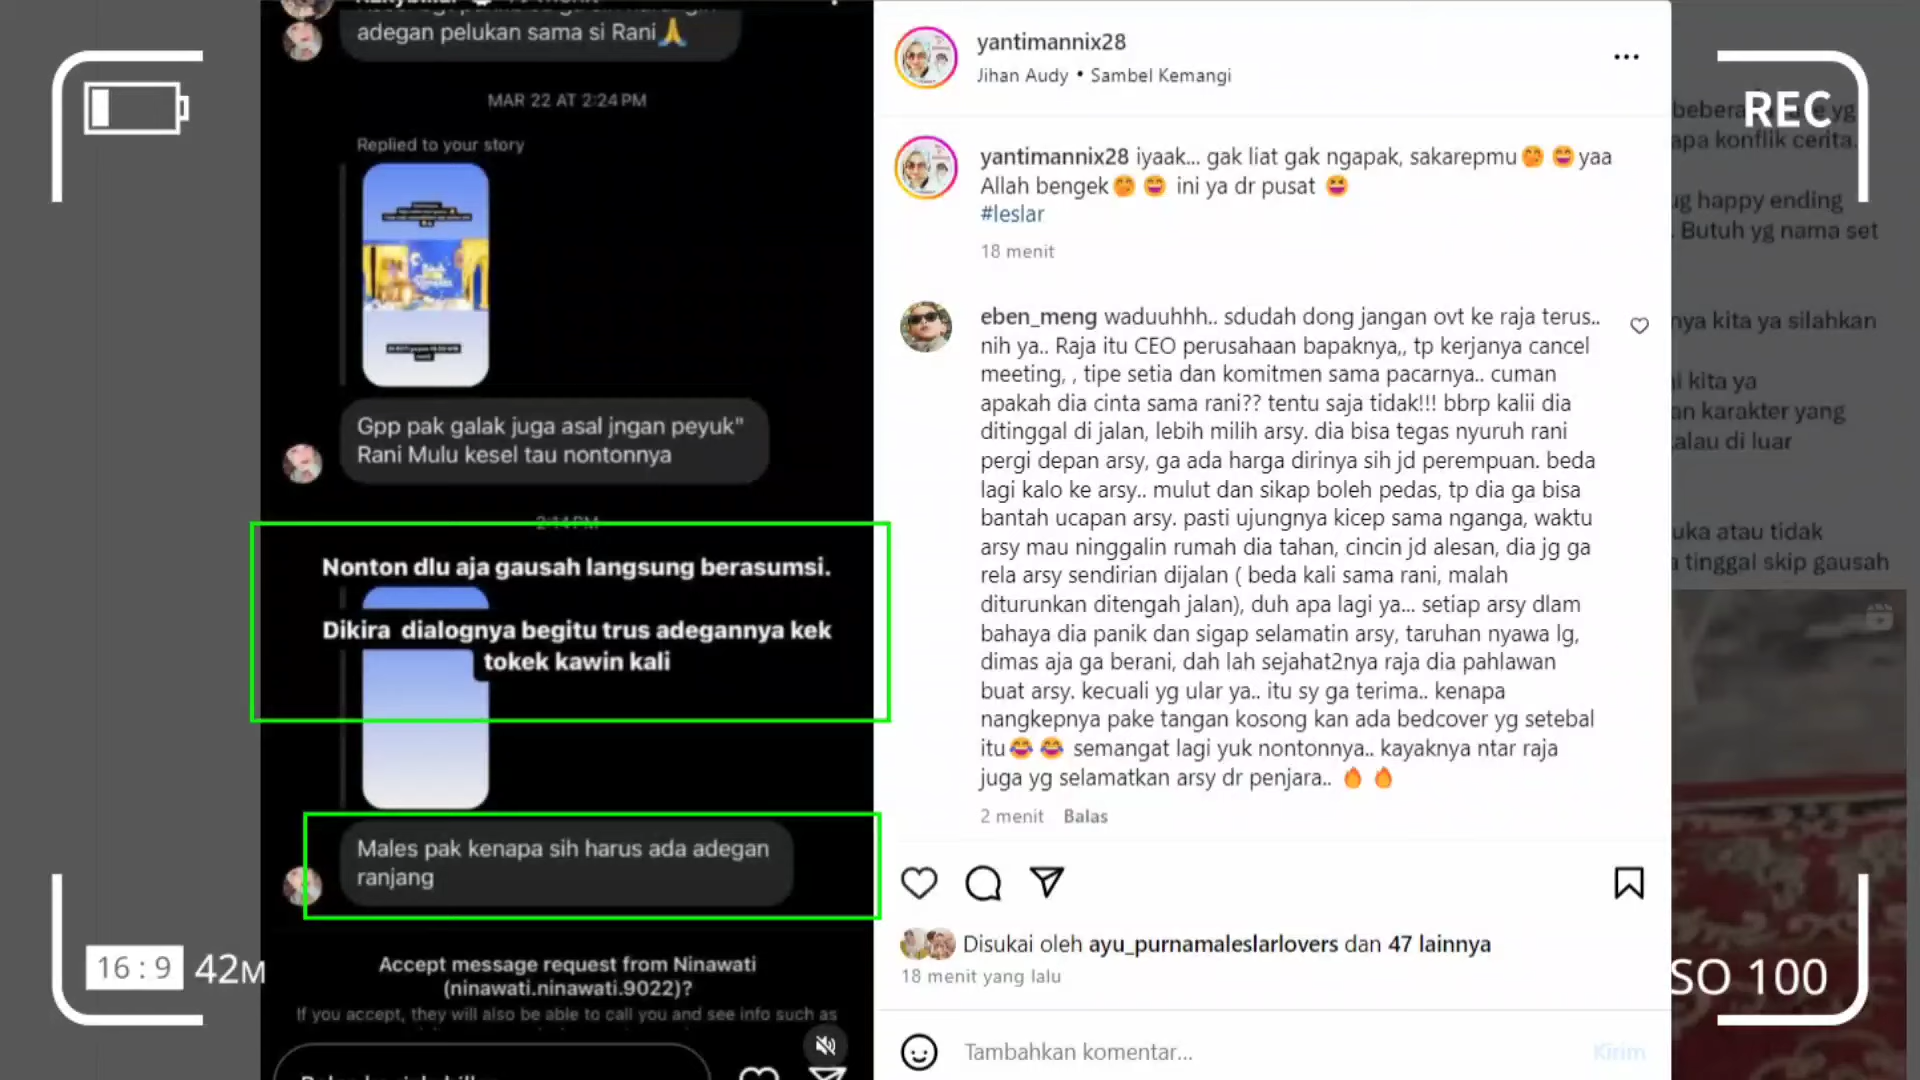 adegan pelukan sama si Rani🙏
MAR 22 AT 2:24 PM
Replied to your story
Gpp pak galak juga asal jngan peyuk"
Rani Mulu kesel tau nontonnya
2:14 PM
Nonton dlu aja gausah langsung berasumsi.
Dikira dialognya begitu trus adegannya kek
tokek kawin kali
Males pak kenapa sih harus ada adegan
ranjang
Accept message request from Ninawati
(ninawati.ninawati.9022)?
If you accept, they will also be able to call you and see info such as
16:9 42M
yantimannix28
Jihan Audy • Sambel Kemangi
yantimannix28 iyaak... gak liat gak ngapak, sakarepmu🤭 😄yaa
Allah bengek🤭 😄 ini ya dr pusat 😆
#leslar
18 menit
eben_meng waduuhhh.. sdudah dong jangan ovt ke raja terus..
nih ya.. Raja itu CEO perusahaan bapaknya,, tp kerjanya cancel
meeting, , tipe setia dan komitmen sama pacarnya.. cuman
apakah dia cinta sama rani?? tentu saja tidak!!! bbrp kalii dia
ditinggal di jalan, lebih milih arsy. dia bisa tegas nyuruh rani
pergi depan arsy, ga ada harga dirinya sih jd perempuan. beda
lagi kalo ke arsy.. mulut dan sikap boleh pedas, tp dia ga bisa
bantah ucapan arsy. pasti ujungnya kicep sama nganga, waktu
arsy mau ninggalin rumah dia tahan, cincin jd alesan, dia jg ga
rela arsy sendirian dijalan ( beda kali sama rani, malah
diturunkan ditengah jalan), duh apa lagi ya... setiap arsy dlam
bahaya dia panik dan sigap selamatin arsy, taruhan nyawa lg,
dimas aja ga berani, dah lah sejahat2nya raja dia pahlawan
buat arsy. kecuali yg ular ya.. itu sy ga terima.. kenapa
nangkepnya pake tangan kosong kan ada bedcover yg setebal
itu😂 😂 semangat lagi yuk nontonnya.. kayaknya ntar raja
juga yg selamatkan arsy dr penjara.. 🔥 🔥
2 menit Balas
Disukai oleh ayu_purnamaleslarlovers dan 47 lainnya
18 menit yang lalu
Tambahkan komentar...
Kirim
REC
yg
apa konflik cerita.
ug happy ending
. Butuh yg nama set
nya kita ya silahkan
kita ya
an karakter yang
alau di luar
uka atau tidak
tinggal skip gausah
SO 100